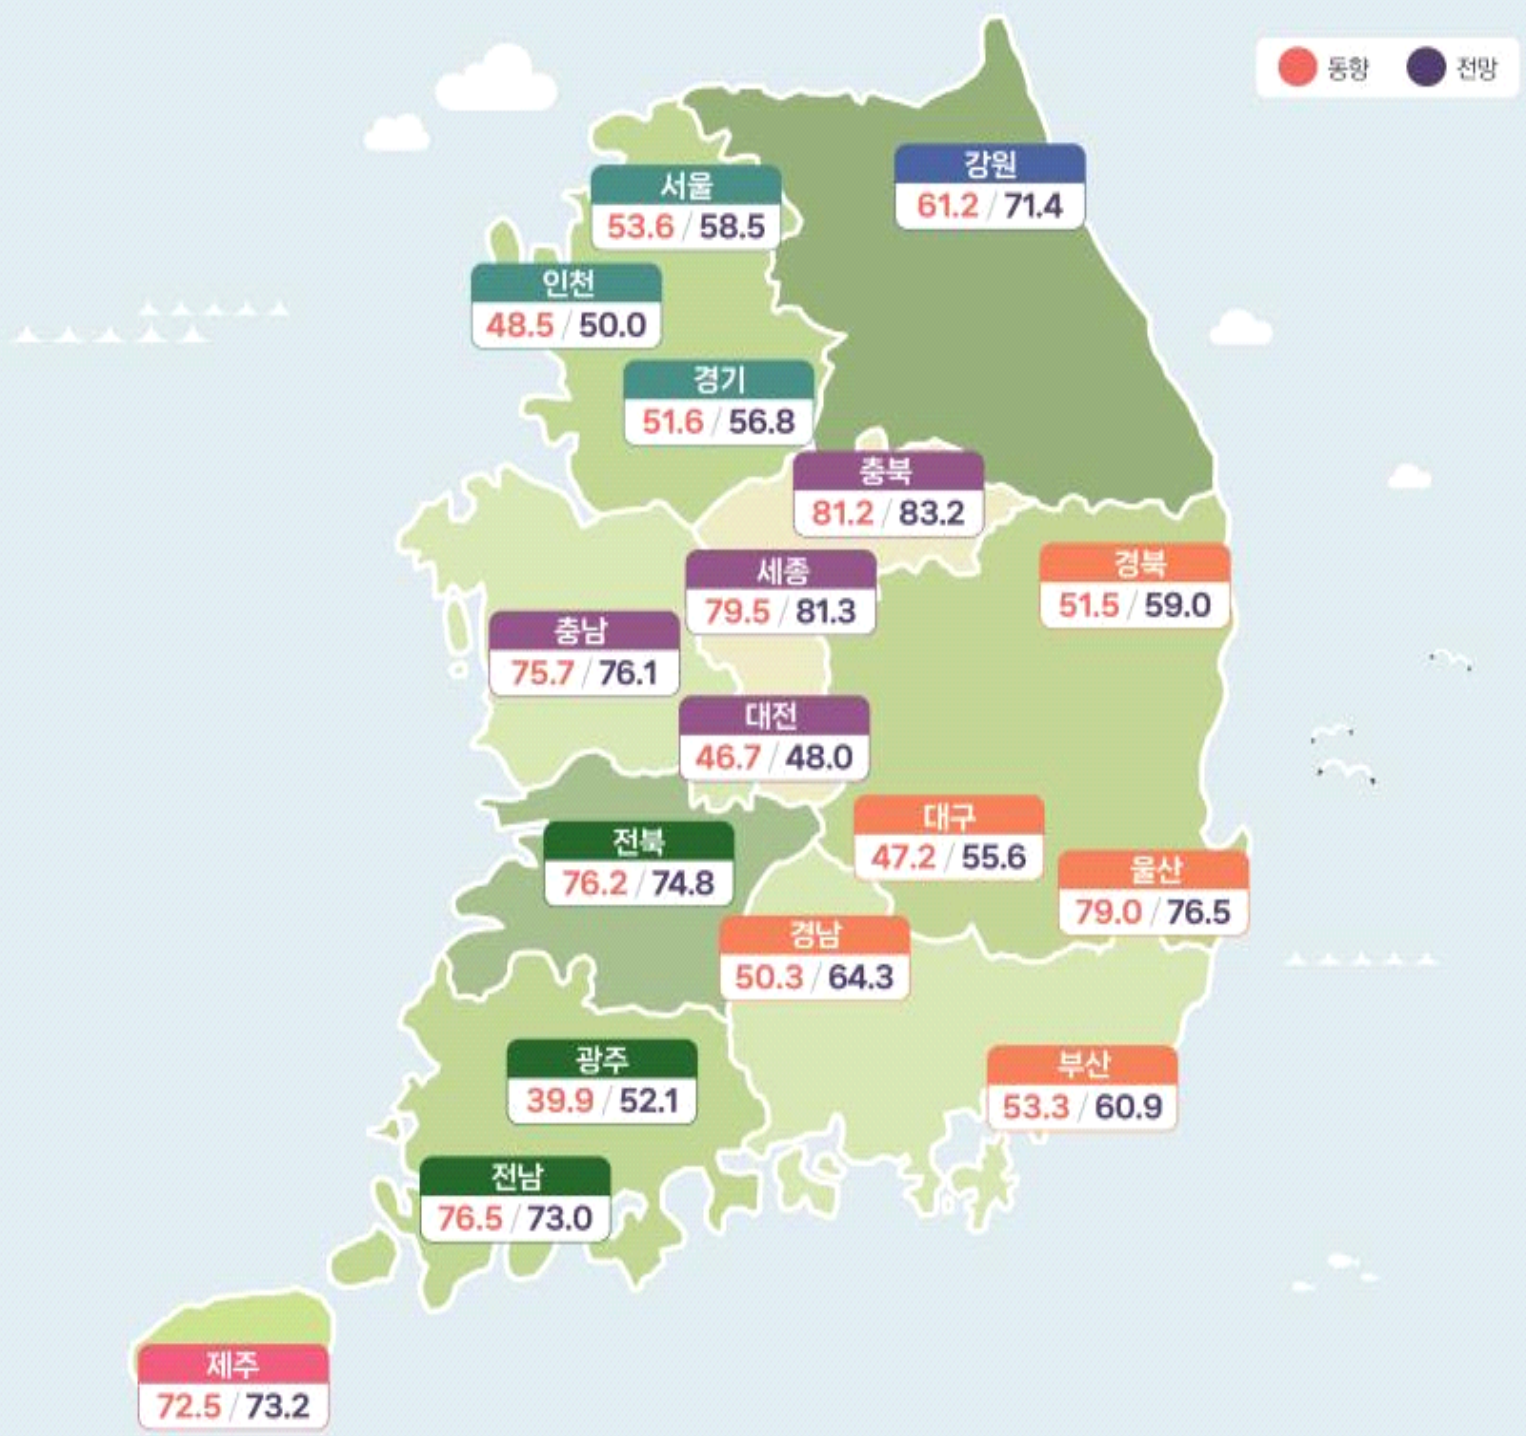 동향 전망
강원
61.2 / 71.4
서울
53.6 / 58.5
인천
48.5 / 50.0
경기
51.6 / 56.8
충북
81.2 / 83.2
세종
79.5 / 81.3
경북
51.5 / 59.0
충남
75.7 / 76.1
대전
46.7 / 48.0
대구
47.2 / 55.6
전북
76.2 / 74.8
울산
79.0 / 76.5
경남
50.3 / 64.3
광주
39.9 / 52.1
부산
53.3 / 60.9
전남
76.5 / 73.0
제주
72.5 / 73.2